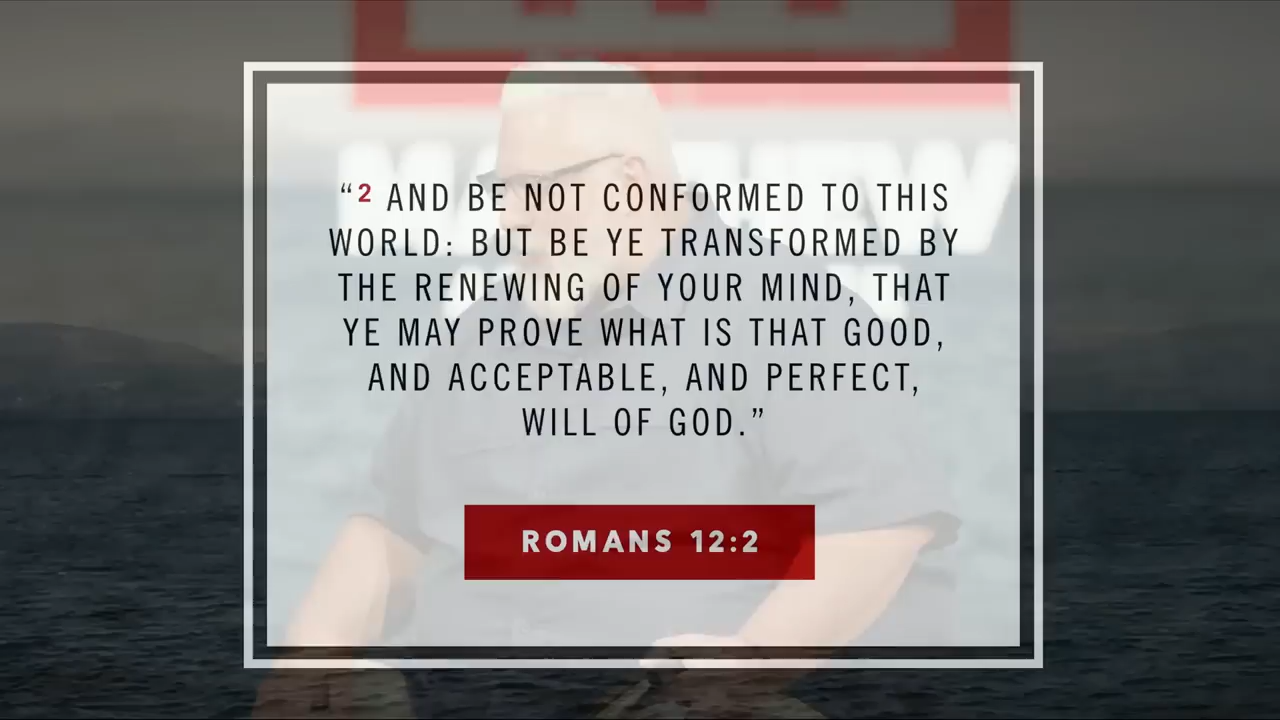 “2 AND BE NOT CONFORMED TO THIS
WORLD: BUT BE YE TRANSFORMED BY
THE RENEWING OF YOUR MIND, THAT
YE MAY PROVE WHAT IS THAT GOOD,
AND ACCEPTABLE, AND PERFECT,
WILL OF GOD.”
ROMANS 12:2